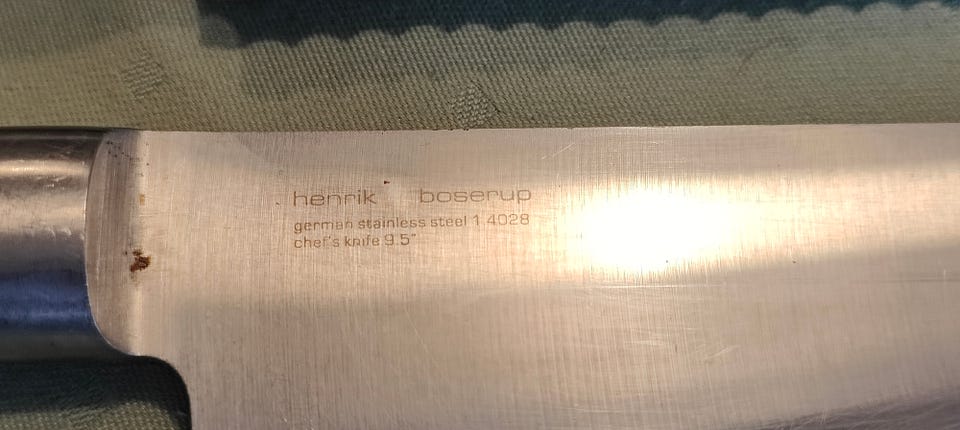 henrik boserup
german stainless steel 1.4028
chef's knife 9.5"